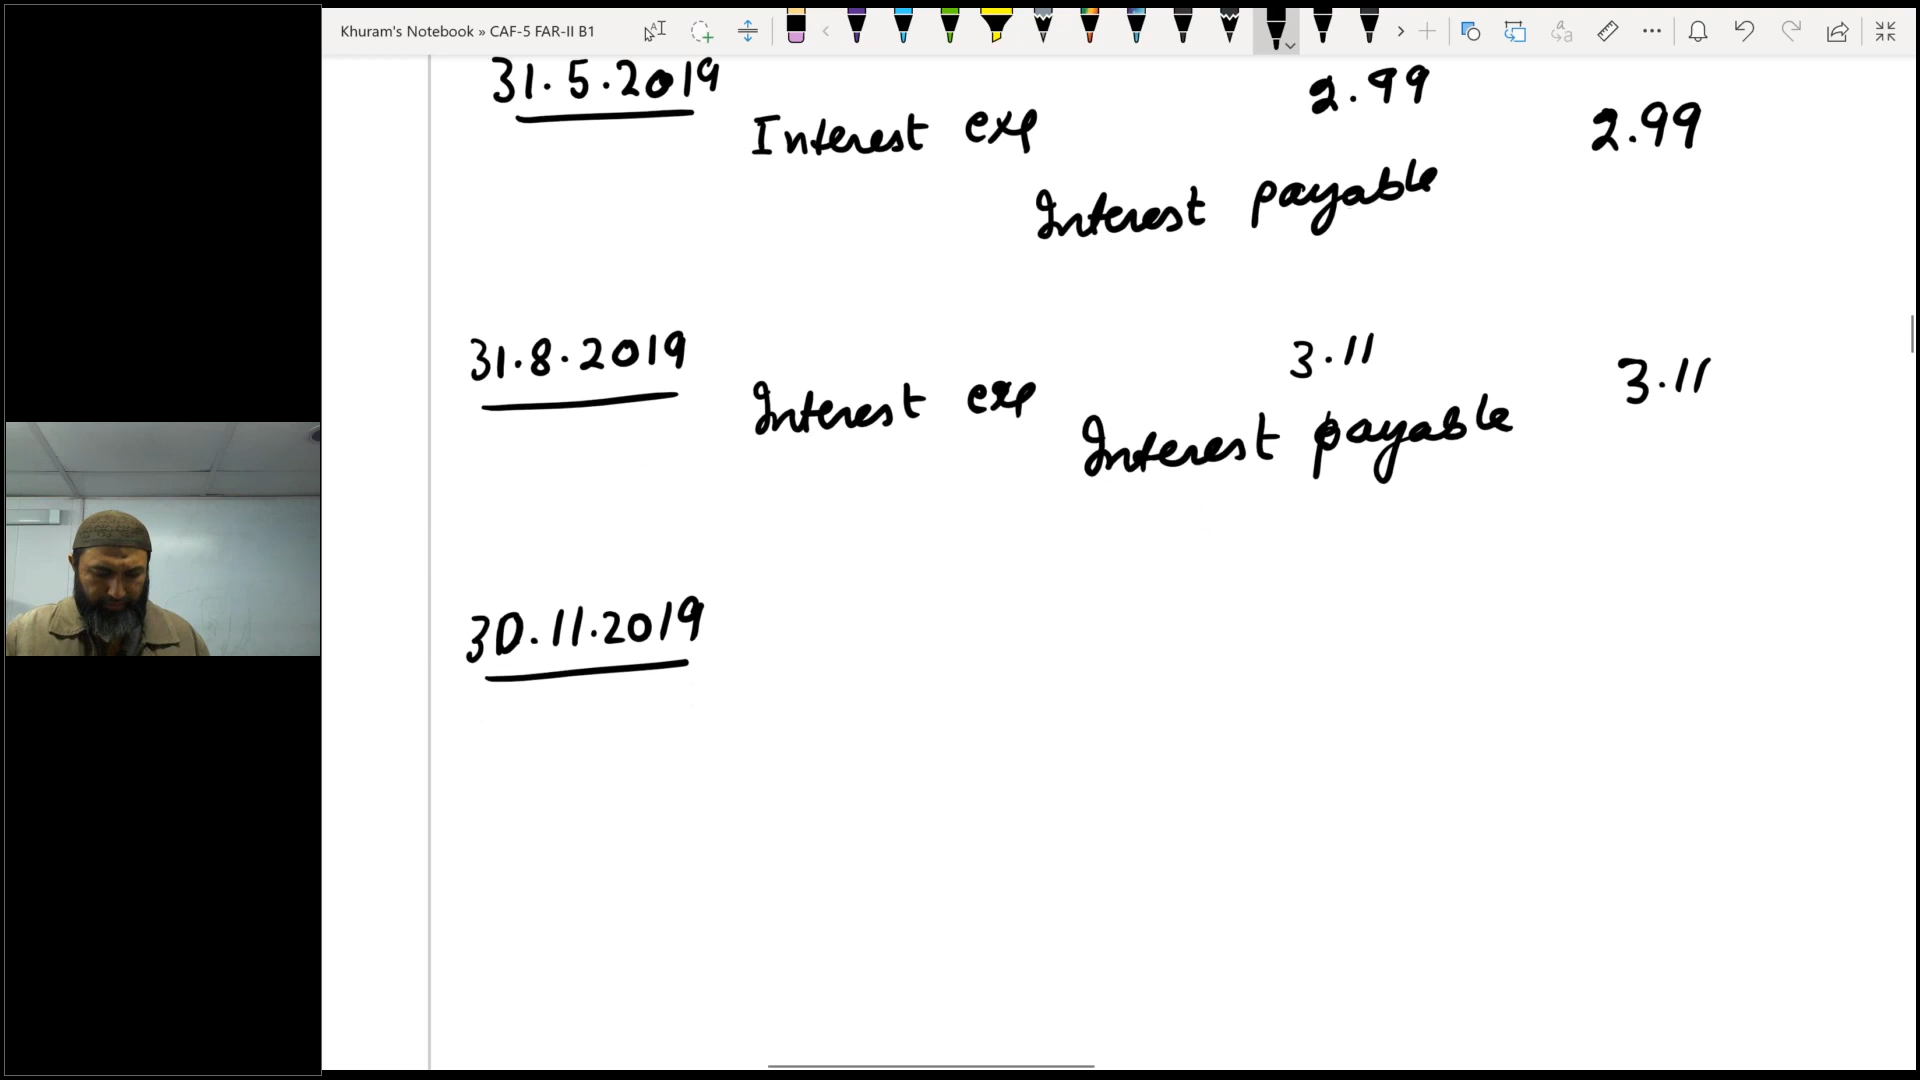 Khuram's Notebook » CAF-5 FAR-II B1
31.5.2019
Interest exp 2.99
Interest payable 2.99
31.8.2019
Interest exp 3.11
Interest payable 3.11
30.11.2019